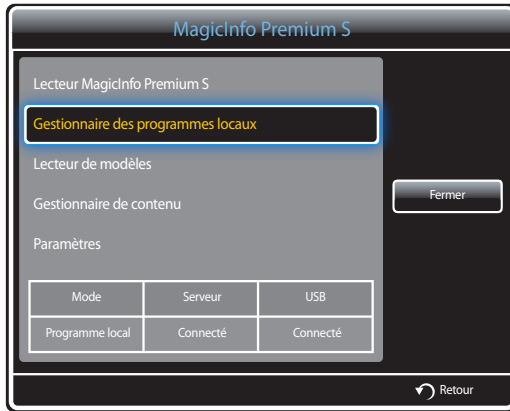 MagicInfo Premium S
Lecteur MagicInfo Premium S
Gestionnaire des programmes locaux
Lecteur de modèles
Gestionnaire de contenu
Fermer
Paramètres
Mode Serveur USB
Programme local Connecté Connecté
Retour